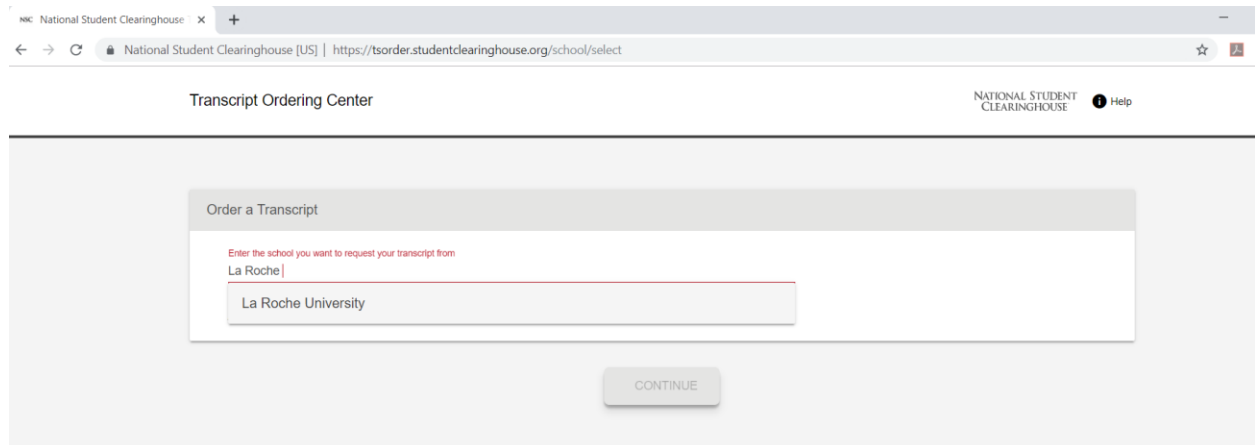 NSC National Student Clearinghouse
National Student Clearinghouse [US] | https://tsorder.studentclearinghouse.org/school/select
Transcript Ordering Center
NATIONAL STUDENT
CLEARINGHOUSE
Help
Order a Transcript
Enter the school you want to request your transcript from
La Roche
La Roche University
CONTINUE